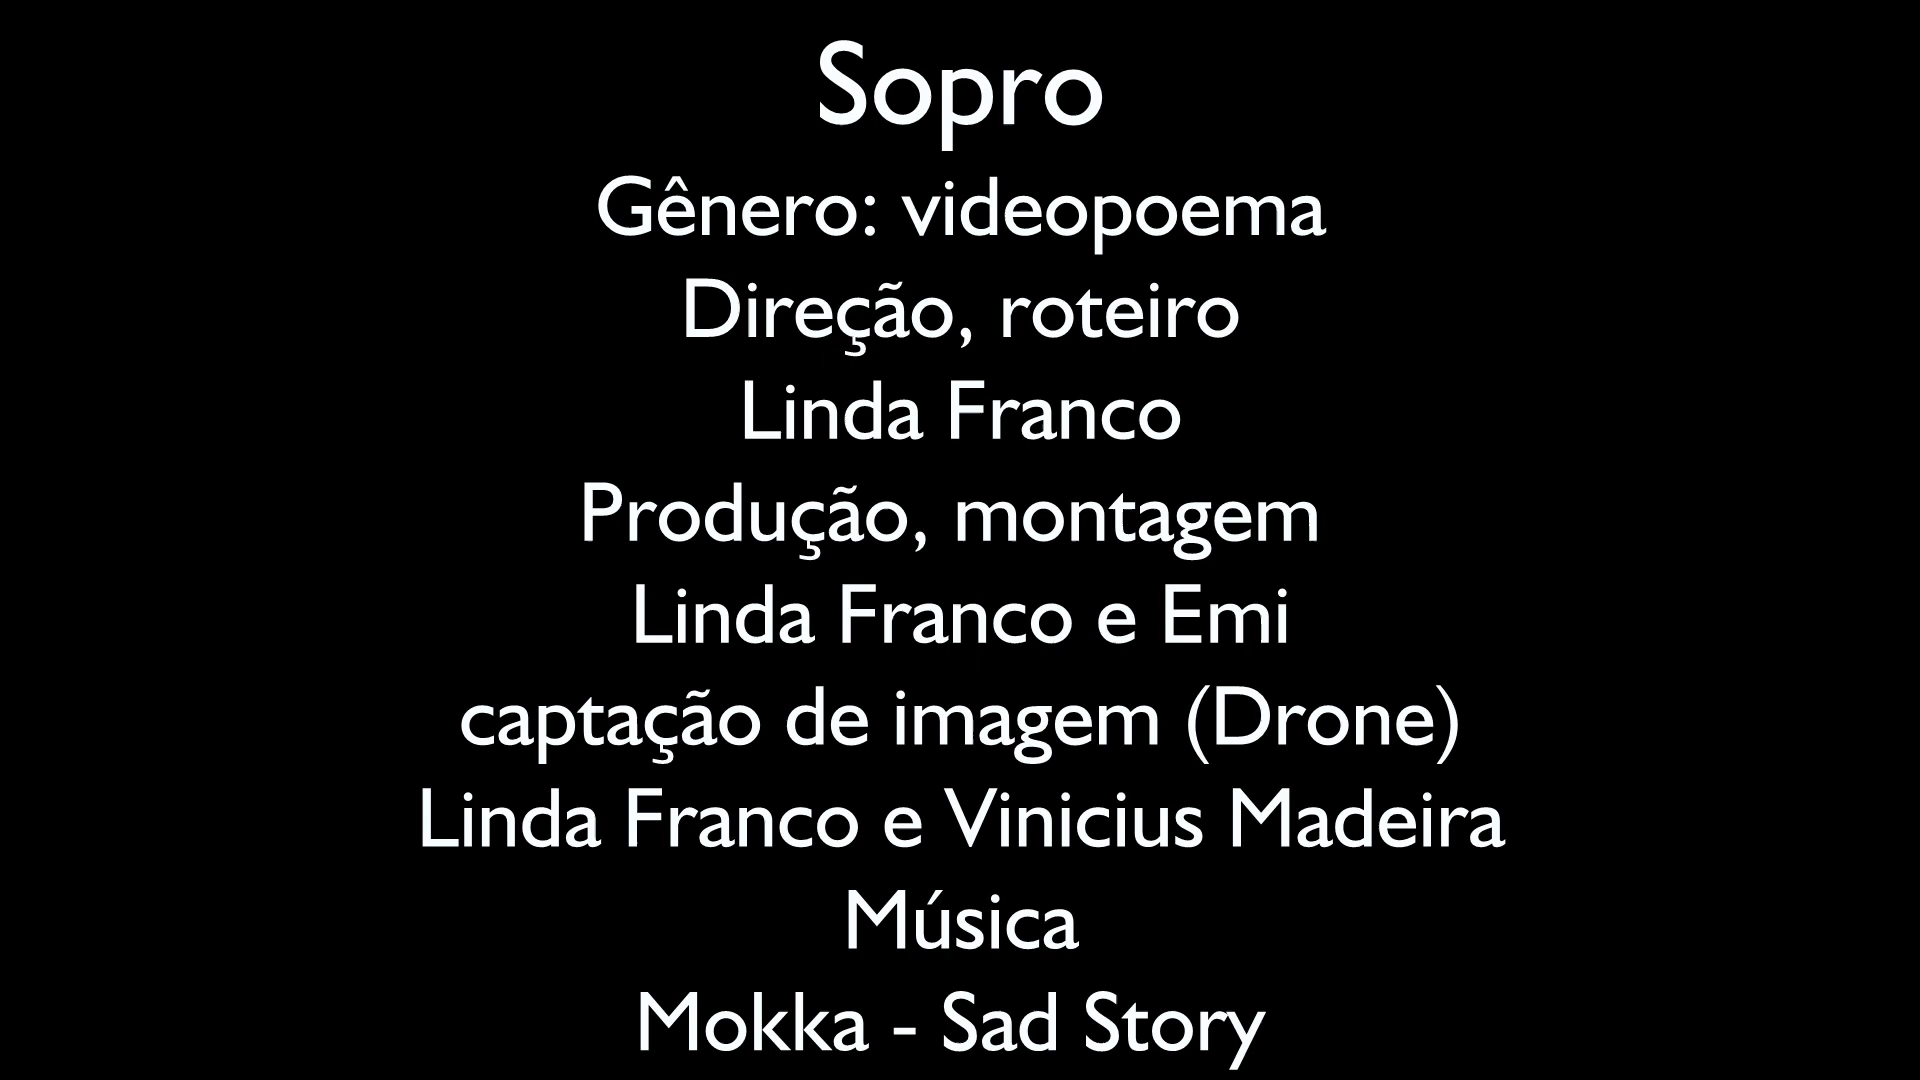 Sopro
Gênero: videopoema
Direção, roteiro
Linda Franco
Produção, montagem
Linda Franco e Emi
captação de imagem (Drone)
Linda Franco e Vinicius Madeira
Música
Mokka - Sad Story